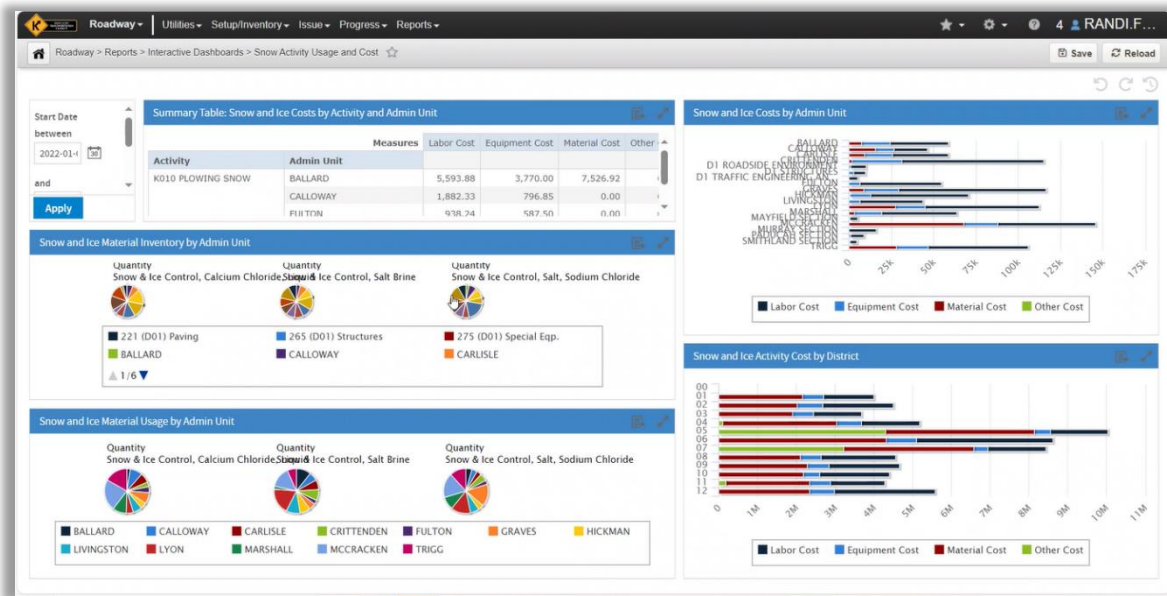 Roadway Utilities Setup/Inventory Issue Progress Reports 4 RANDI.F...
Roadway > Reports > Interactive Dashboards > Snow Activity Usage and Cost Save Reload
Start Date
between
2022-01-
30
and
Apply
Summary Table: Snow and Ice Costs by Activity and Admin Unit
Measures Labor Cost Equipment Cost Material Cost Other
Activity Admin Unit
K010 PLOWING SNOW BALLARD 5,593.88 3,770.00 7,526.92
CALLOWAY 1,882.33 796.85 0.00
FULTON 938.24 587.50 0.00
Snow and Ice Material Inventory by Admin Unit
Quantity Quantity Quantity
Snow & Ice Control, Calcium Chloride, Liquid Snow & Ice Control, Salt Brine Snow & Ice Control, Salt, Sodium Chloride
221 (D01) Paving 265 (D01) Structures 275 (D01) Special Eqp.
BALLARD CALLOWAY CARLISLE
1/6
Snow and Ice Material Usage by Admin Unit
Quantity Quantity Quantity
Snow & Ice Control, Calcium Chloride, Liquid Snow & Ice Control, Salt Brine Snow & Ice Control, Salt, Sodium Chloride
BALLARD CALLOWAY CARLISLE CRITTENDEN FULTON GRAVES HICKMAN
LIVINGSTON LYON MARSHALL MCCRACKEN TRIGG
Snow and Ice Costs by Admin Unit
BALLARD
CALLOWAY
CARLISLE
CRITTENDEN
D1 ROADSIDE ENVIRONMENT
D1 STRUCTURES
D1 TRAFFIC ENGINEERING AN...
FULTON
GRAVES
HICKMAN
LIVINGSTON
LYON
MARSHALL
MAYFIELD SECTION
MCCRACKEN
MURRAY SECTION
PADUCAH SECTION
SMITHLAND SECTION
TRIGG
0 25k 50k 75k 100k 125k 150k 175k
Labor Cost Equipment Cost Material Cost Other Cost
Snow and Ice Activity Cost by District
00
01
02
03
04
05
06
07
08
09
10
11
12
0 1M 2M 3M 4M 5M 6M 7M 8M 9M 10M 11M
Labor Cost Equipment Cost Material Cost Other Cost